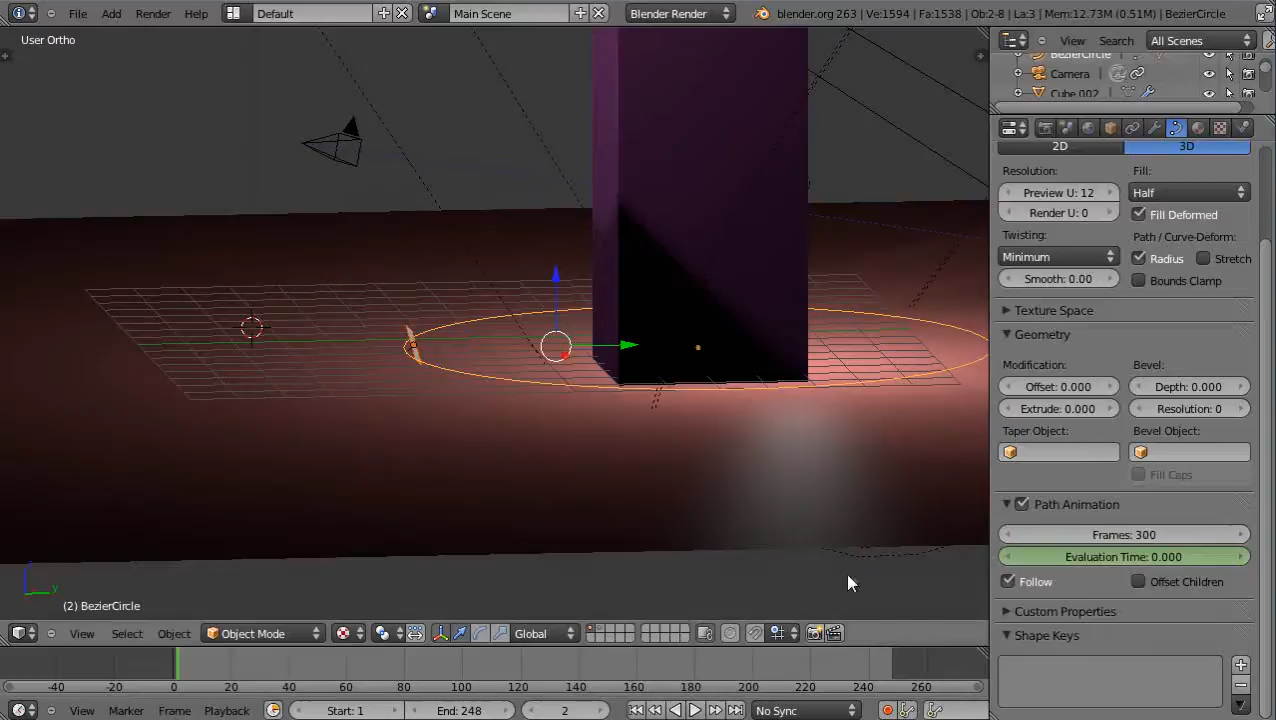 File Add Render Help Default Main Scene Blender Render blender.org 263 | Ve:1594 | Fa:1538 | Ob:2-8 | La:3 | Mem:12.73M (0.51M) | BezierCircle
User Ortho
View Search All Scenes
BezierCircle
Camera
Cube.002
2D 3D
Resolution: Fill:
Preview U: 12 Half
Render U: 0 Fill Deformed
Twisting: Path / Curve-Deform:
Minimum Radius Stretch
Smooth: 0.00 Bounds Clamp
Texture Space
Geometry
Modification: Bevel:
Offset: 0.000 Depth: 0.000
Extrude: 0.000 Resolution: 0
Taper Object: Bevel Object:
Fill Caps
Path Animation
Frames: 300
Evaluation Time: 0.000
Follow Offset Children
Custom Properties
Shape Keys
z
y
(2) BezierCircle
View Select Object Object Mode Global
-40 -20 0 20 40 60 80 100 120 140 160 180 200 220 240 260
View Marker Frame Playback Start: 1 End: 248 2 No Sync